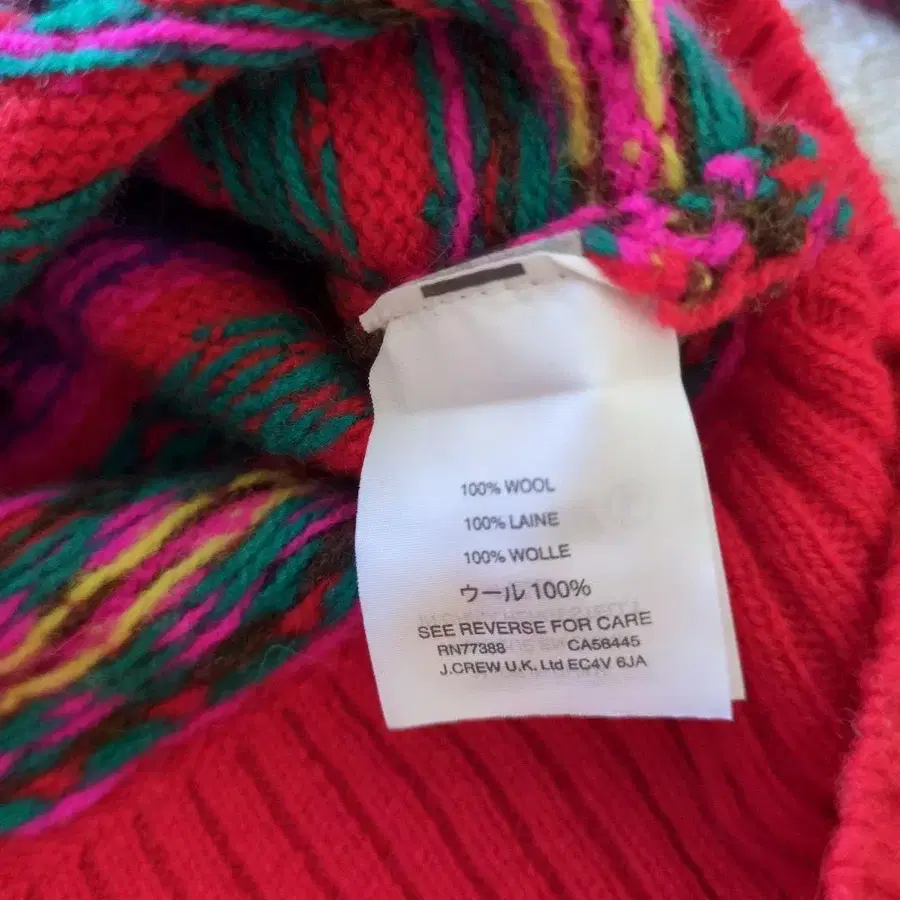 100% WOOL
100% LAINE
100% WOLLE
ウール 100%
SEE REVERSE FOR CARE
RN77388 CA56445
J.CREW U.K. Ltd EC4V 6JA